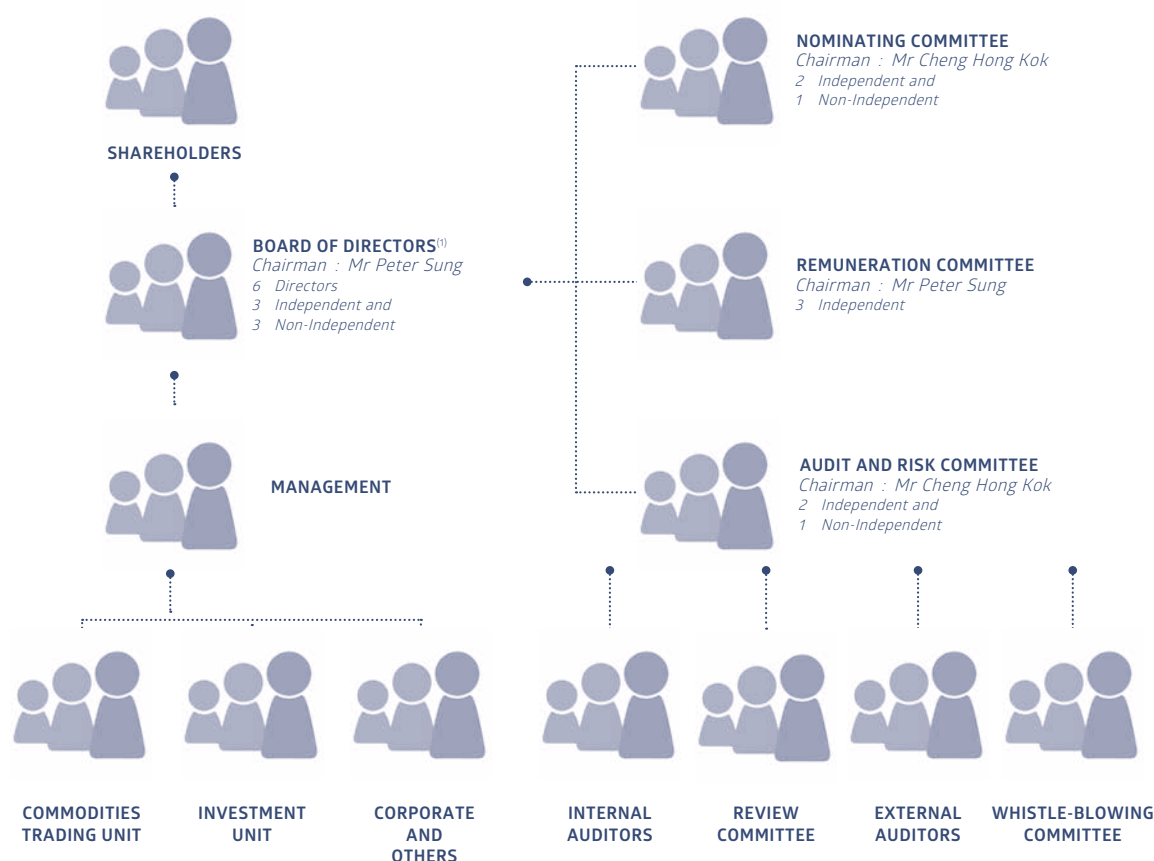 SHAREHOLDERS
BOARD OF DIRECTORS(1)
Chairman : Mr Peter Sung
6 Directors
3 Independent and
3 Non-Independent
MANAGEMENT
NOMINATING COMMITTEE
Chairman : Mr Cheng Hong Kok
2 Independent and
1 Non-Independent
REMUNERATION COMMITTEE
Chairman : Mr Peter Sung
3 Independent
AUDIT AND RISK COMMITTEE
Chairman : Mr Cheng Hong Kok
2 Independent and
1 Non-Independent
COMMODITIES
TRADING UNIT
INVESTMENT
UNIT
CORPORATE
AND
OTHERS
INTERNAL
AUDITORS
REVIEW
COMMITTEE
EXTERNAL
AUDITORS
WHISTLE-BLOWING
COMMITTEE